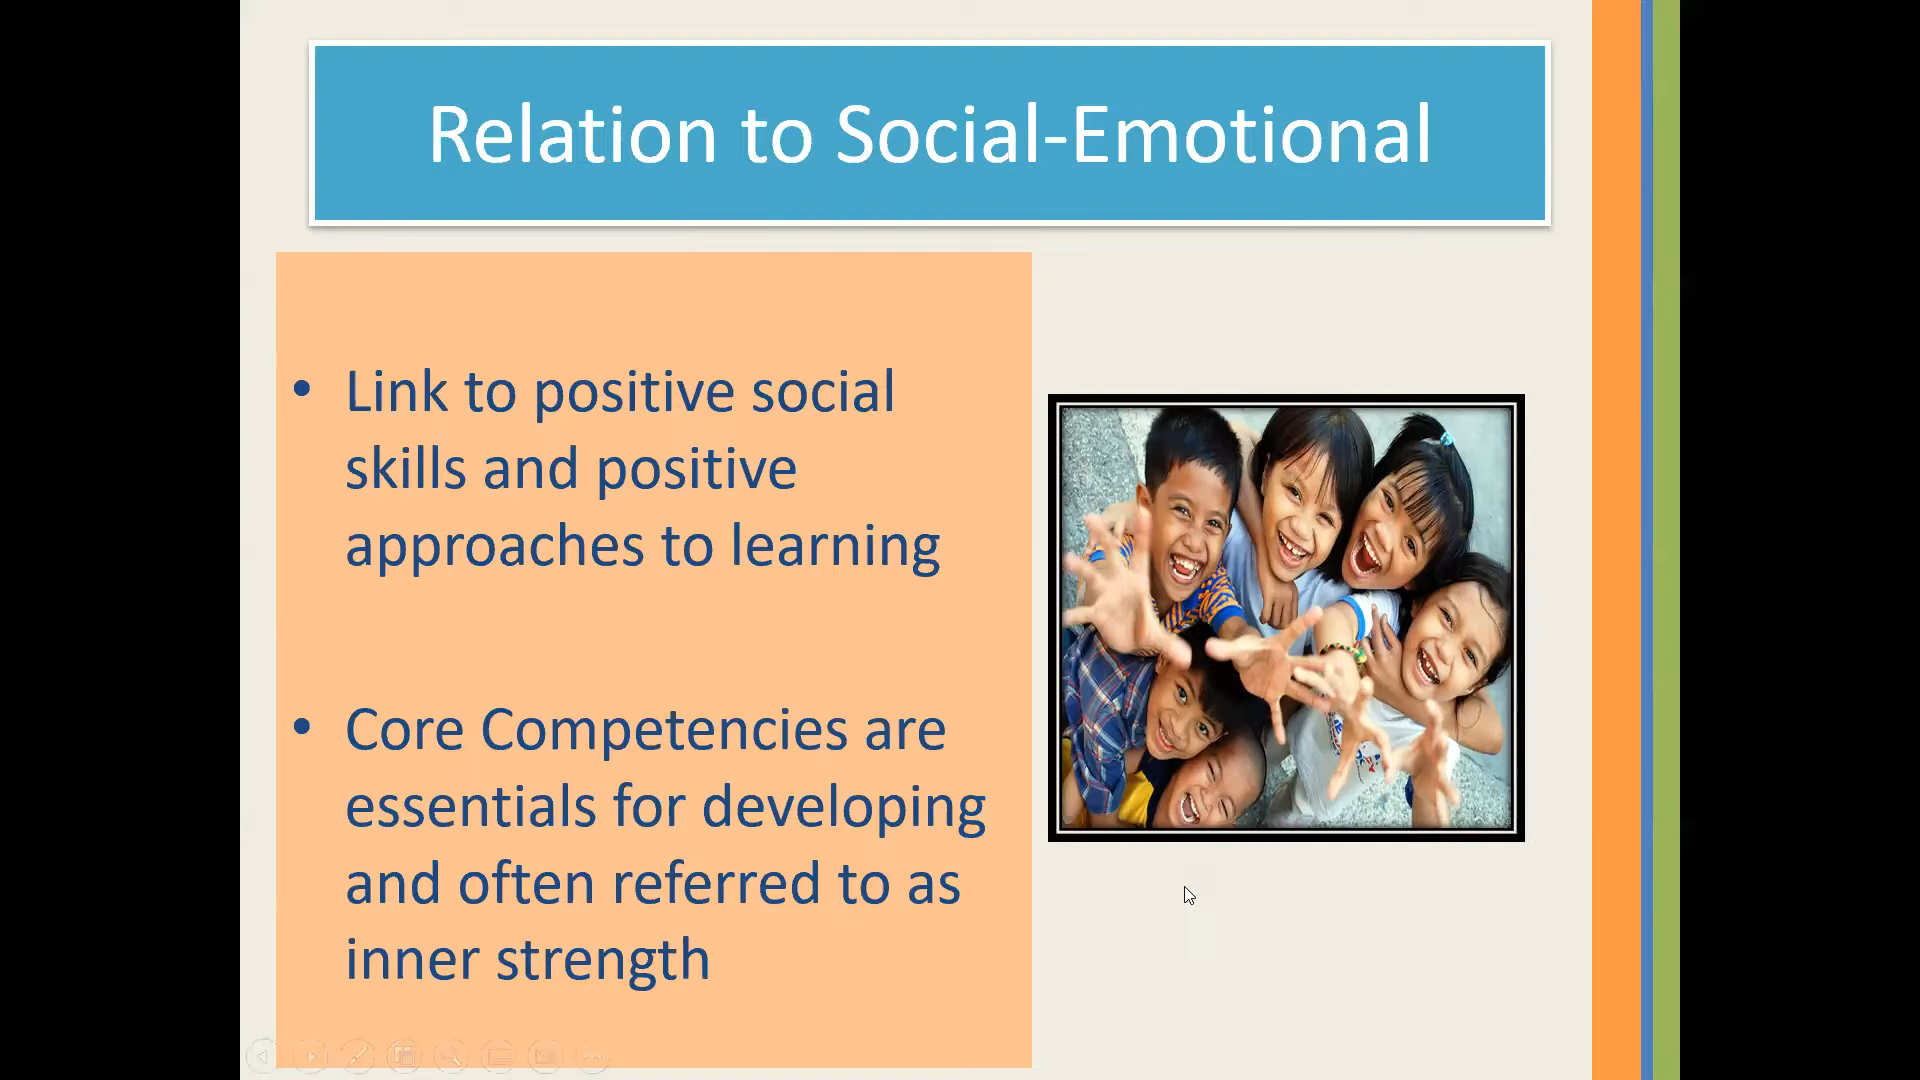 Relation to Social-Emotional
• Link to positive social
skills and positive
approaches to learning
• Core Competencies are
essentials for developing
and often referred to as
inner strength